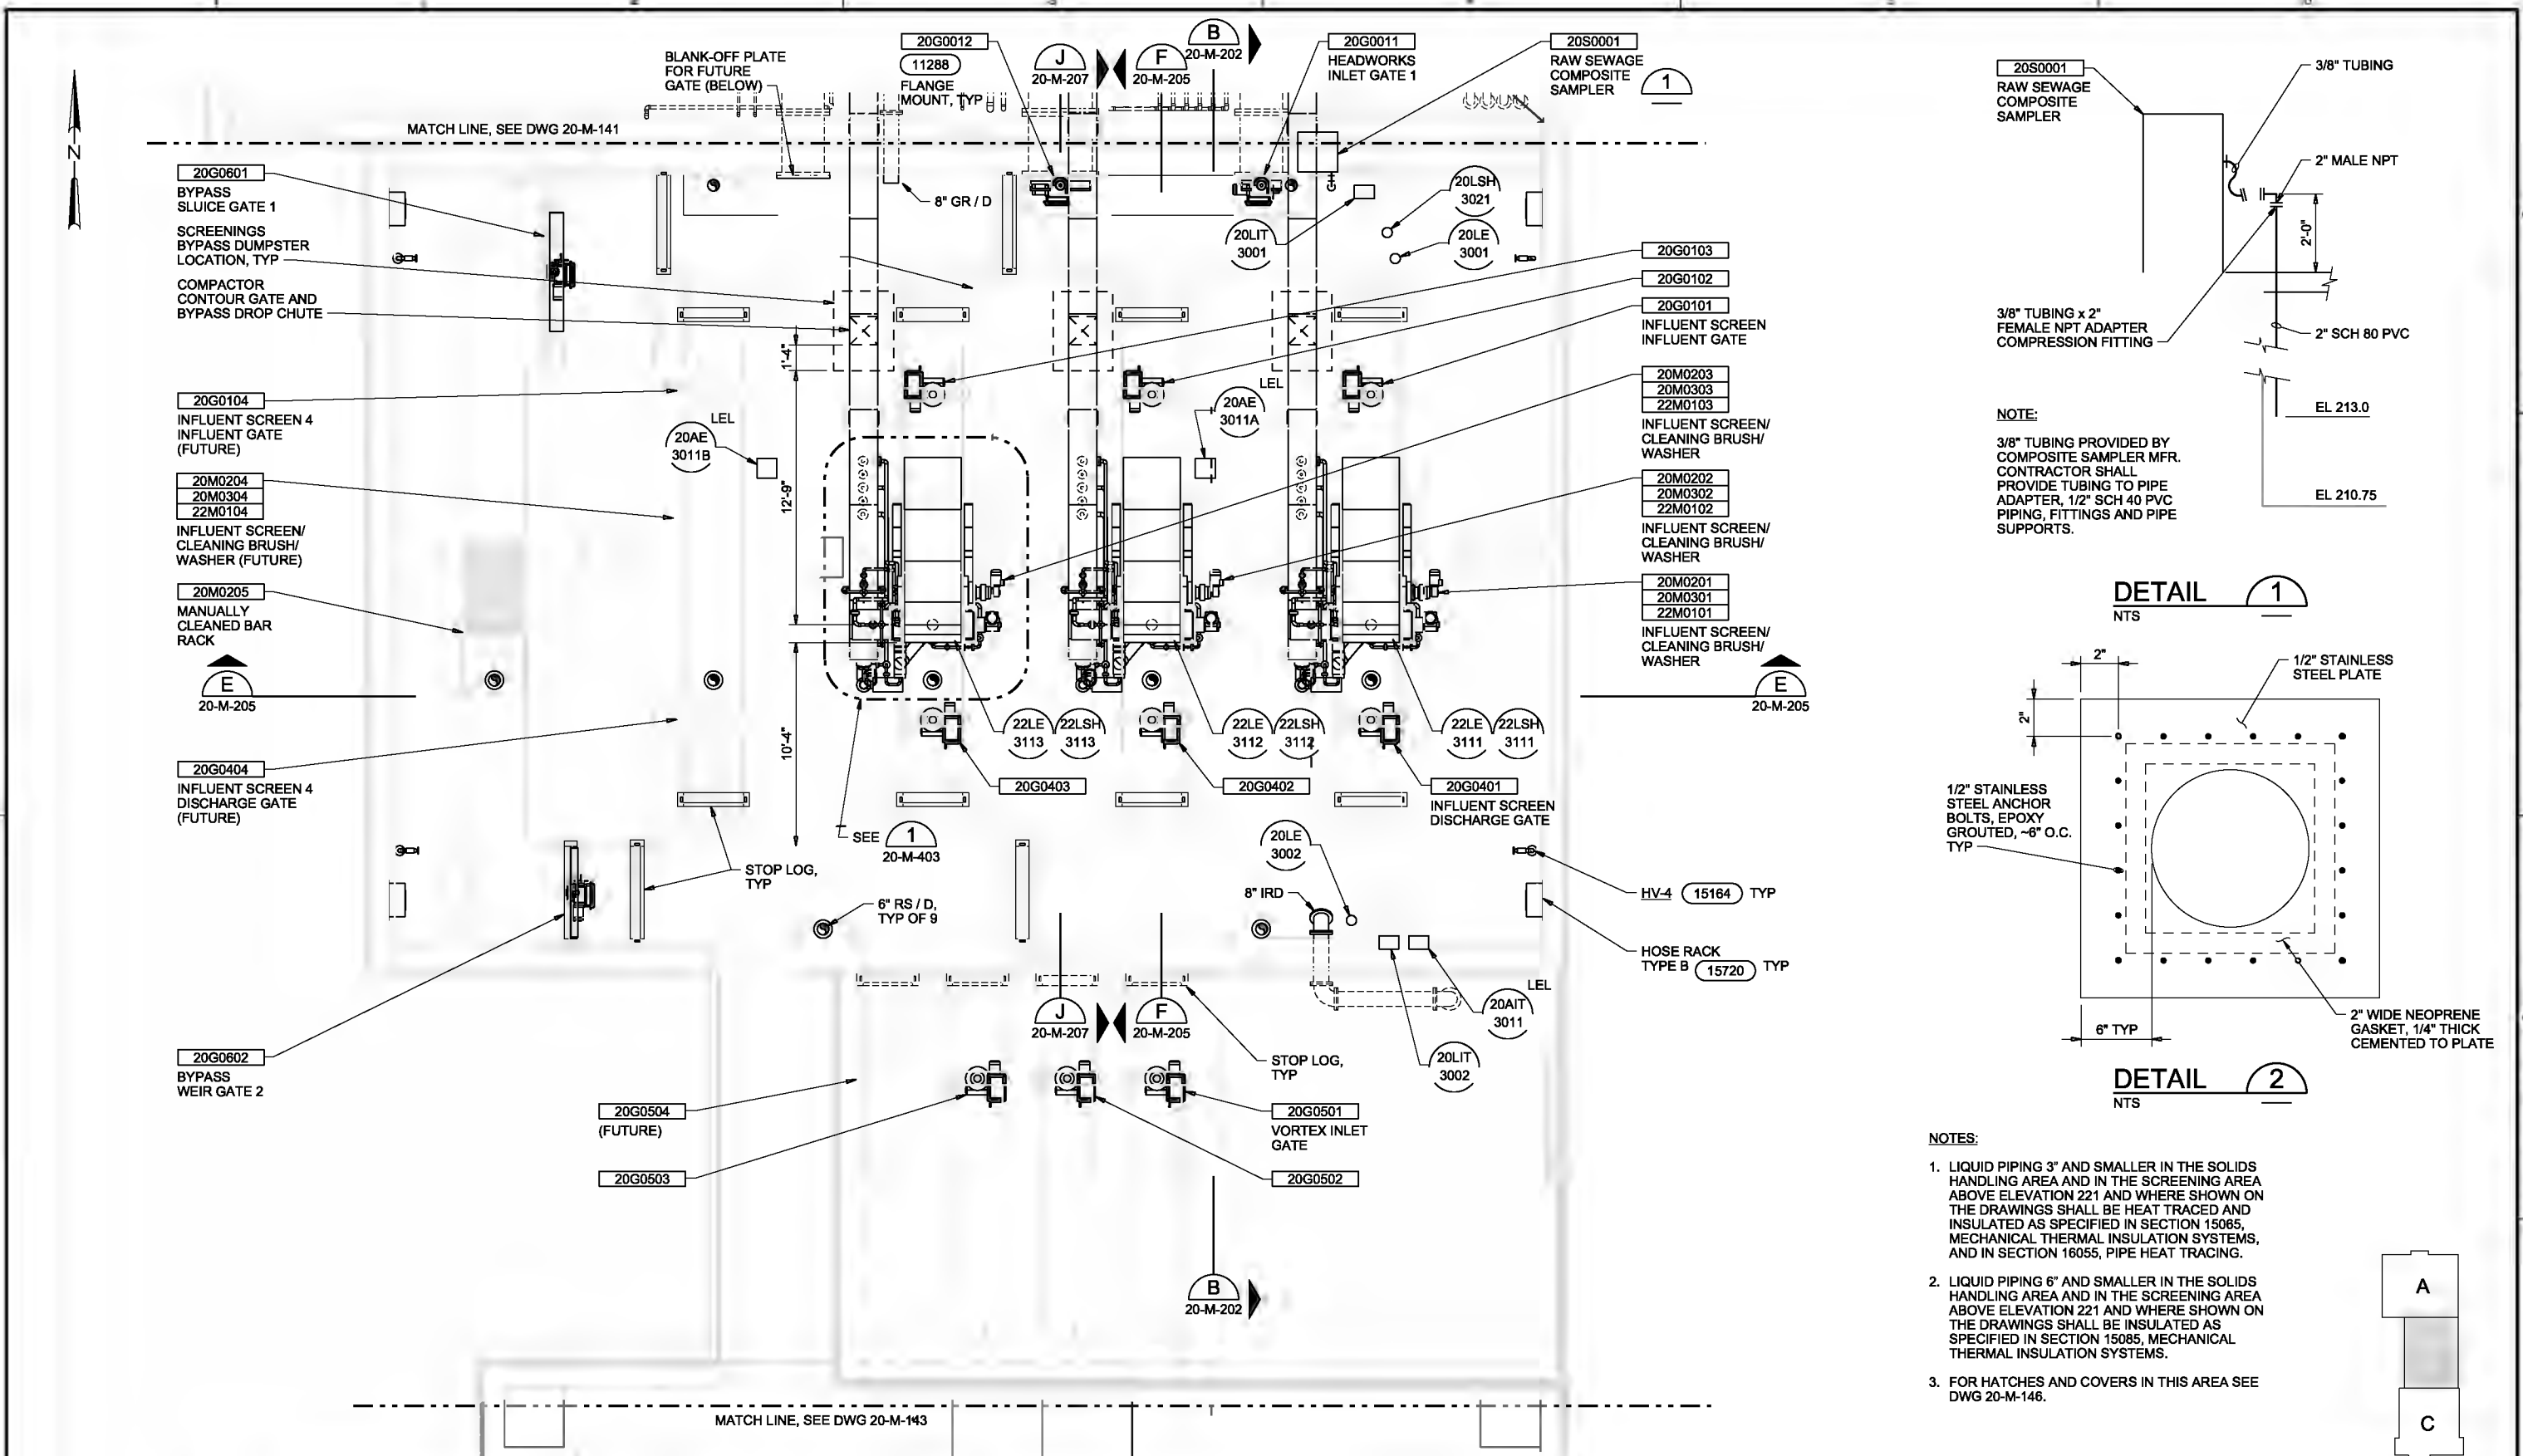 BLANK-OFF PLATE
FOR FUTURE
GATE (BELOW)
20G0012
11288
FLANGE
MOUNT, TYP
J
20-M-207
F
20-M-205
B
20-M-202
20G0011
HEADWORKS
INLET GATE 1
20S0001
RAW SEWAGE
COMPOSITE
SAMPLER
1
N
MATCH LINE, SEE DWG 20-M-141
20G0601
BYPASS
SLUICE GATE 1
SCREENINGS
BYPASS DUMPSTER
LOCATION, TYP
COMPACTOR
CONTOUR GATE AND
BYPASS DROP CHUTE
20G0104
INFLUENT SCREEN 4
INFLUENT GATE
(FUTURE)
20M0204
20M0304
22M0104
INFLUENT SCREEN/
CLEANING BRUSH/
WASHER (FUTURE)
20M0205
MANUALLY
CLEANED BAR
RACK
E
20-M-205
20G0404
INFLUENT SCREEN 4
DISCHARGE GATE
(FUTURE)
20G0602
BYPASS
WEIR GATE 2
8" GR / D
20LIT
3001
20LSH
3021
20LE
3001
1'-4"
12'-9"
10'-4"
LEL
20AE
3011B
LEL
20AE
3011A
20G0103
20G0102
20G0101
INFLUENT SCREEN
INFLUENT GATE
20M0203
20M0303
22M0103
INFLUENT SCREEN/
CLEANING BRUSH/
WASHER
20M0202
20M0302
22M0102
INFLUENT SCREEN/
CLEANING BRUSH/
WASHER
20M0201
20M0301
22M0101
INFLUENT SCREEN/
CLEANING BRUSH/
WASHER
E
20-M-205
22LE
3113
22LSH
3113
22LE
3112
22LSH
3112
22LE
3111
22LSH
3111
20G0403
20G0402
20G0401
INFLUENT SCREEN
DISCHARGE GATE
SEE
1
20-M-403
STOP LOG,
TYP
6" RS / D,
TYP OF 9
20LE
3002
8" IRD
HV-4
15164
TYP
HOSE RACK
TYPE B
15720
TYP
LEL
20AIT
3011
20LIT
3002
J
20-M-207
F
20-M-205
STOP LOG,
TYP
20G0504
(FUTURE)
20G0503
20G0501
VORTEX INLET
GATE
20G0502
B
20-M-202
MATCH LINE, SEE DWG 20-M-143
20S0001
RAW SEWAGE
COMPOSITE
SAMPLER
3/8" TUBING
2" MALE NPT
2'-0"
3/8" TUBING x 2"
FEMALE NPT ADAPTER
COMPRESSION FITTING
2" SCH 80 PVC
EL 213.0
EL 210.75
NOTE:
3/8" TUBING PROVIDED BY
COMPOSITE SAMPLER MFR.
CONTRACTOR SHALL
PROVIDE TUBING TO PIPE
ADAPTER, 1/2" SCH 40 PVC
PIPING, FITTINGS AND PIPE
SUPPORTS.
DETAIL
1
NTS
2"
2"
1/2" STAINLESS
STEEL PLATE
1/2" STAINLESS
STEEL ANCHOR
BOLTS, EPOXY
GROUTED, ~6" O.C.
TYP
6" TYP
2" WIDE NEOPRENE
GASKET, 1/4" THICK
CEMENTED TO PLATE
DETAIL
2
NTS
NOTES:
1. LIQUID PIPING 3" AND SMALLER IN THE SOLIDS
HANDLING AREA AND IN THE SCREENING AREA
ABOVE ELEVATION 221 AND WHERE SHOWN ON
THE DRAWINGS SHALL BE HEAT TRACED AND
INSULATED AS SPECIFIED IN SECTION 15085,
MECHANICAL THERMAL INSULATION SYSTEMS,
AND IN SECTION 16055, PIPE HEAT TRACING.
2. LIQUID PIPING 6" AND SMALLER IN THE SOLIDS
HANDLING AREA AND IN THE SCREENING AREA
ABOVE ELEVATION 221 AND WHERE SHOWN ON
THE DRAWINGS SHALL BE INSULATED AS
SPECIFIED IN SECTION 15085, MECHANICAL
THERMAL INSULATION SYSTEMS.
3. FOR HATCHES AND COVERS IN THIS AREA SEE
DWG 20-M-146.
A
C